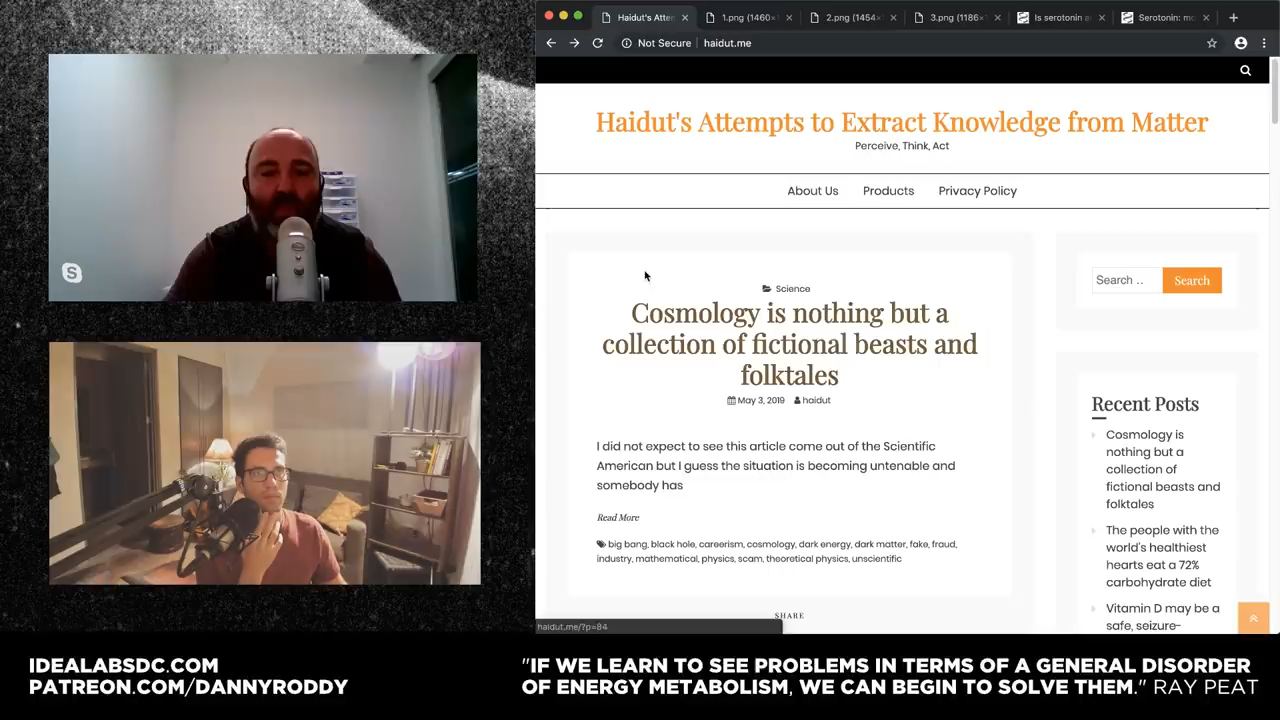 Haidut's Atte
1.png (1460×
2.png (1454×
3.png (1186×
Is serotonin a
Serotonin: mo
Not Secure | haidut.me
Haidut's Attempts to Extract Knowledge from Matter
Perceive, Think, Act
About Us
Products
Privacy Policy
Science
Cosmology is nothing but a
collection of fictional beasts and
folktales
May 3, 2019
haidut
I did not expect to see this article come out of the Scientific
American but I guess the situation is becoming untenable and
somebody has
Read More
big bang, black hole, careerism, cosmology, dark energy, dark matter, fake, fraud,
industry, mathematical, physics, scam, theoretical physics, unscientific
SHARE
Search ..
Search
Recent Posts
Cosmology is
nothing but a
collection of
fictional beasts and
folktales
The people with the
world's healthiest
hearts eat a 72%
carbohydrate diet
Vitamin D may be a
safe, seizure-
haidut.me/?p=94
IDEALABSDC.COM
PATREON.COM/DANNYRODDY
"IF WE LEARN TO SEE PROBLEMS IN TERMS OF A GENERAL DISORDER
OF ENERGY METABOLISM, WE CAN BEGIN TO SOLVE THEM." RAY PEAT